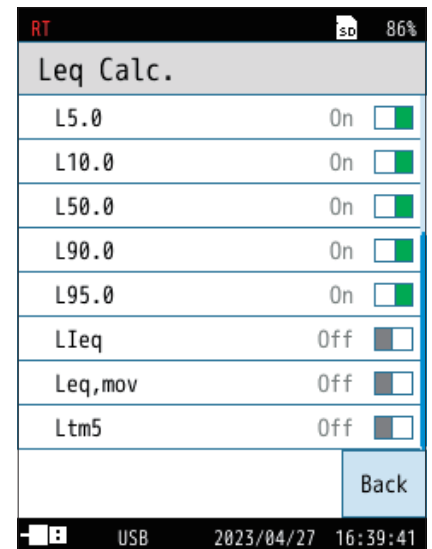 RT SD 86%
Leq Calc.
L5.0 On
L10.0 On
L50.0 On
L90.0 On
L95.0 On
LIeq Off
Leq,mov Off
Ltm5 Off
Back
USB 2023/04/27 16:39:41